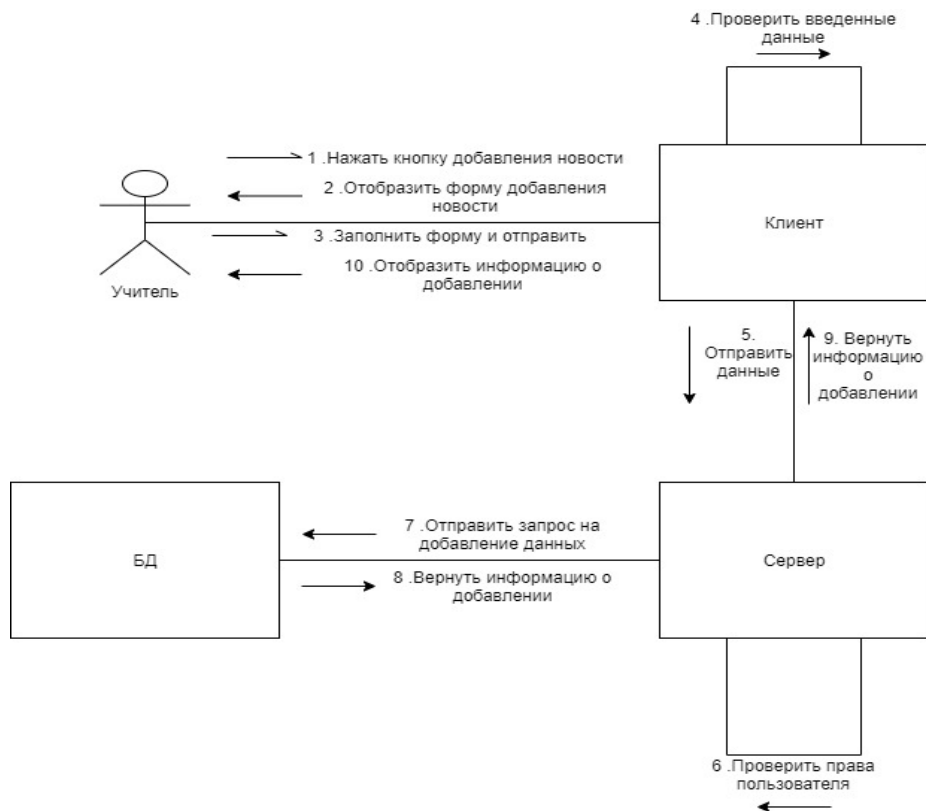 4 .Проверить введенные
данные
1 .Нажать кнопку добавления новости
2 .Отобразить форму добавления
новости
3 .Заполнить форму и отправить
10 .Отобразить информацию о
добавлении
Учитель
Клиент
5.
Отправить
данные
9. Вернуть
информацию
о
добавлении
7 .Отправить запрос на
добавление данных
8 .Вернуть информацию о
добавлении
БД
Сервер
6 .Проверить права
пользователя